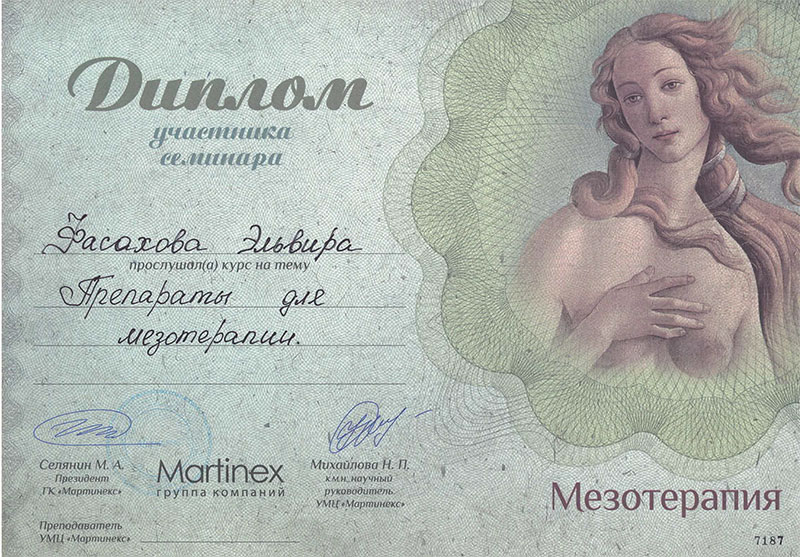 Диплом
участника
семинара
Фасахова Эльвира
прослушал(а) курс на тему
Препараты для
мезотерапии.
Селянин М. А.
Президент
ГК «Мартинекс»
Martinex
группа компаний
Михайлова Н. П.
к.м.н, научный
руководитель
УМЦ «Мартинекс»
Преподаватель
УМЦ «Мартинекс»
Мезотерапия
7187